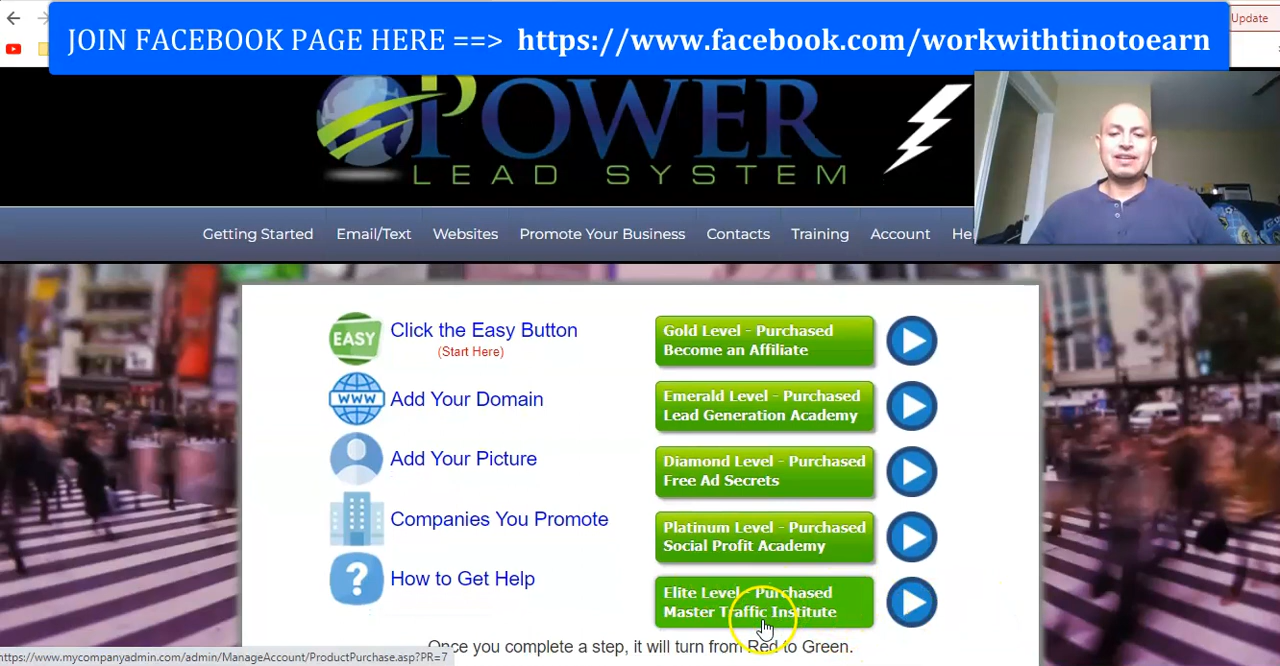 Update
JOIN FACEBOOK PAGE HERE ==> https://www.facebook.com/workwithtinotoearn
POWER
LEAD SYSTEM
Getting Started Email/Text Websites Promote Your Business Contacts Training Account He
EASY
Click the Easy Button
(Start Here)
WWW
Add Your Domain
Add Your Picture
Companies You Promote
?
How to Get Help
Gold Level - Purchased
Become an Affiliate
Emerald Level - Purchased
Lead Generation Academy
Diamond Level - Purchased
Free Ad Secrets
Platinum Level - Purchased
Social Profit Academy
Elite Level - Purchased
Master Traffic Institute
Once you complete a step, it will turn from Red to Green.
https://www.mycompanyadmin.com/admin/ManageAccount/ProductPurchase.asp?PR=7